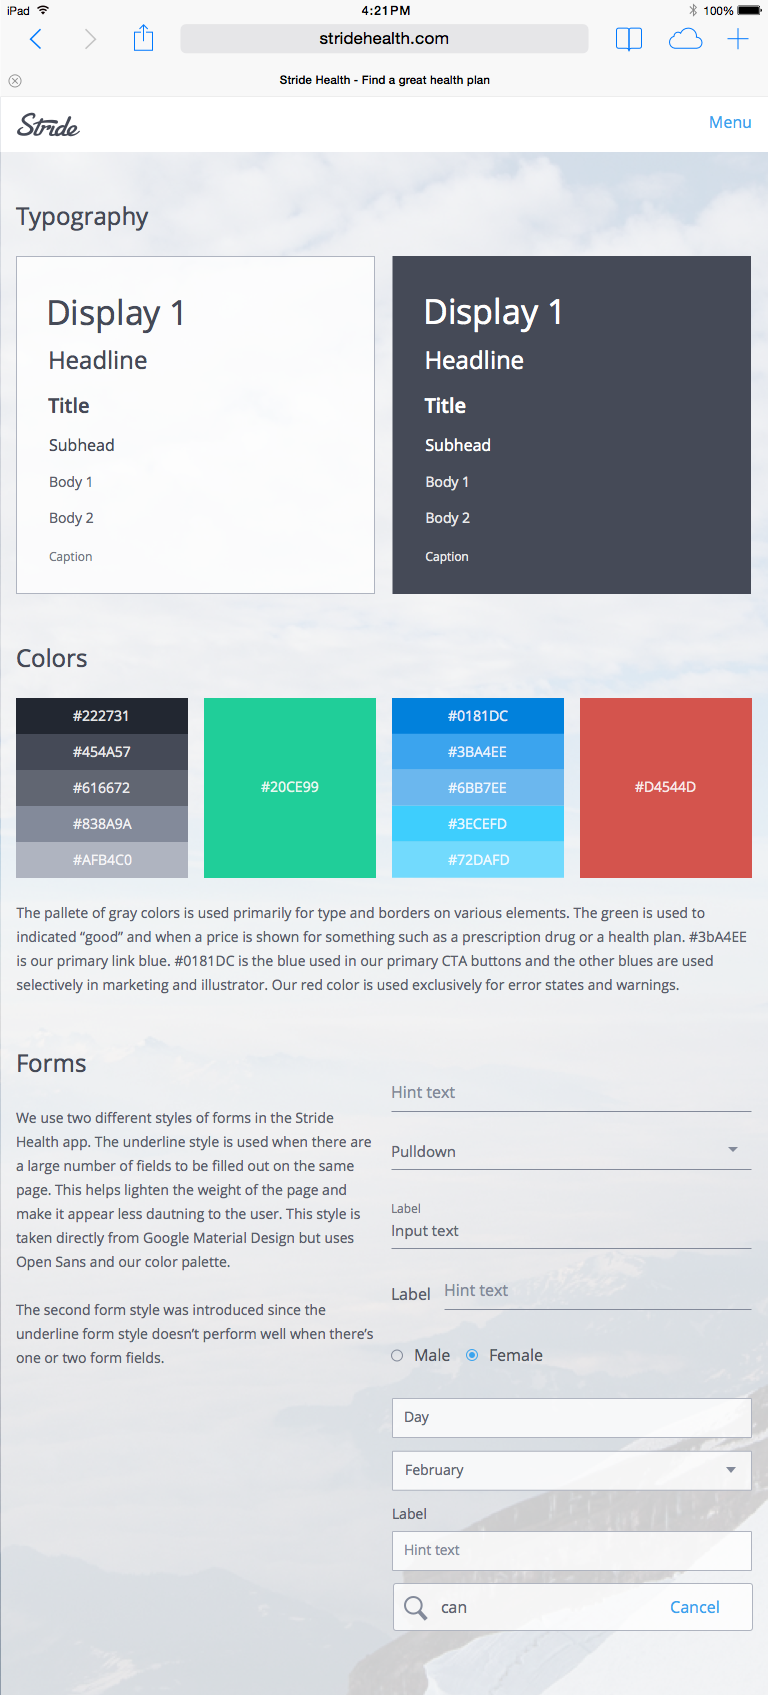 iPad 4:21PM 100%
stridehealth.com
Stride Health - Find a great health plan
Stride
Menu
Typography
Display 1
Headline
Title
Subhead
Body 1
Body 2
Caption
Display 1
Headline
Title
Subhead
Body 1
Body 2
Caption
Colors
#222731
#454A57
#616672
#838A9A
#AFB4C0
#20CE99
#0181DC
#3BA4EE
#6BB7EE
#3ECEFD
#72DAFD
#D4544D
The pallete of gray colors is used primarily for type and borders on various elements. The green is used to
indicated “good” and when a price is shown for something such as a prescription drug or a health plan. #3bA4EE
is our primary link blue. #0181DC is the blue used in our primary CTA buttons and the other blues are used
selectively in marketing and illustrator. Our red color is used exclusively for error states and warnings.
Forms
We use two different styles of forms in the Stride
Health app. The underline style is used when there are
a large number of fields to be filled out on the same
page. This helps lighten the weight of the page and
make it appear less dautning to the user. This style is
taken directly from Google Material Design but uses
Open Sans and our color palette.
The second form style was introduced since the
underline form style doesn’t perform well when there’s
one or two form fields.
Hint text
Pulldown
Label
Input text
Label Hint text
Male Female
Day
February
Label
Hint text
can Cancel